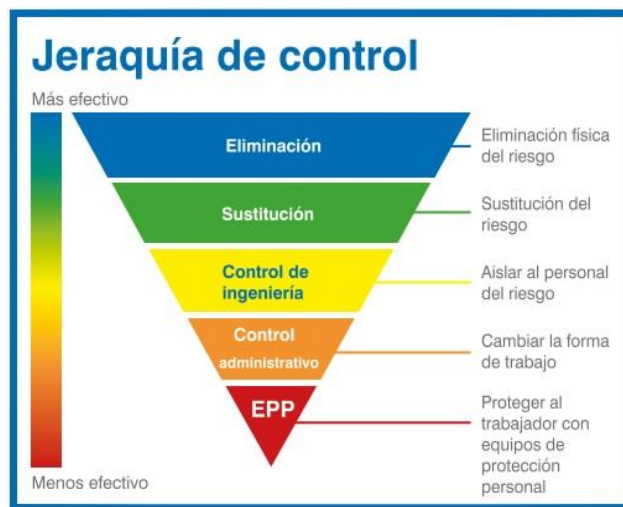 Jeraquía de control
Más efectivo
Eliminación
Eliminación física
del riesgo
Sustitución
Sustitución del
riesgo
Control de
ingeniería
Aislar al personal
del riesgo
Control
administrativo
Cambiar la forma
de trabajo
EPP
Proteger al
trabajador con
equipos de
protección
personal
Menos efectivo